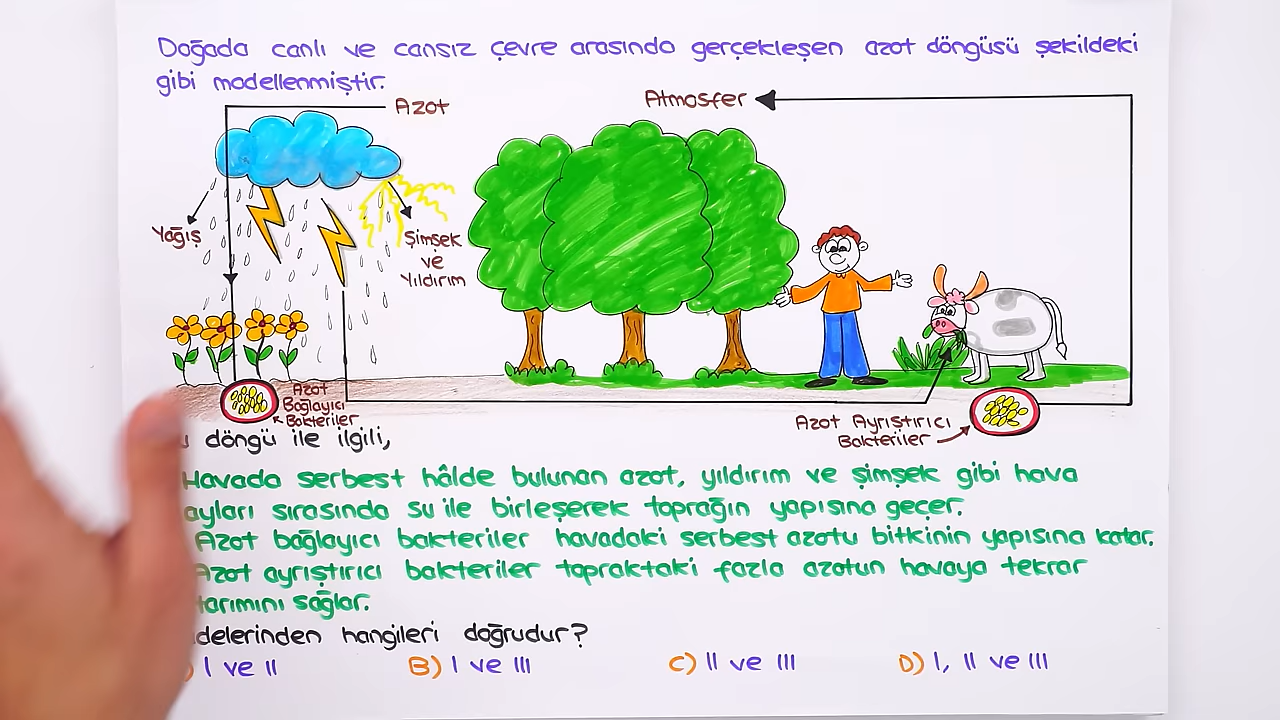 Doğada canlı ve cansız çevre arasında gerçekleşen azot döngüsü şekildeki
gibi modellenmiştir.
Azot
Atmosfer
Yağış
Şimşek
ve
Yıldırım
Azot
Bağlayıcı
Bakteriler
Azot Ayrıştırıcı
Bakteriler
döngü ile ilgili,
Havada serbest hâlde bulunan azot, yıldırım ve şimşek gibi hava
sırasında su ile birleşerek toprağın yapısına geçer.
Azot bağlayıcı bakteriler havadaki serbest azotu bitkinin yapısına katar.
Azot ayrıştırıcı bakteriler topraktaki fazla azotun havaya tekrar
sağlar.
hangileri doğrudur?
I ve II
B) I ve III
C) II ve III
D) I, II ve III